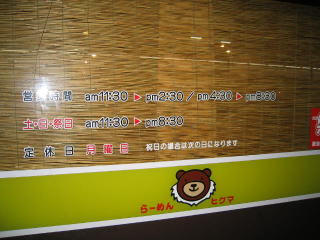 営業時間 am11:30 ▶ pm2:30 / pm4:30 ▶ pm8:30
土・日・祭日 am11:30 ▶ pm8:30
定休日 月曜日 祝日の場合は次の日になります
らーめん ヒグマ